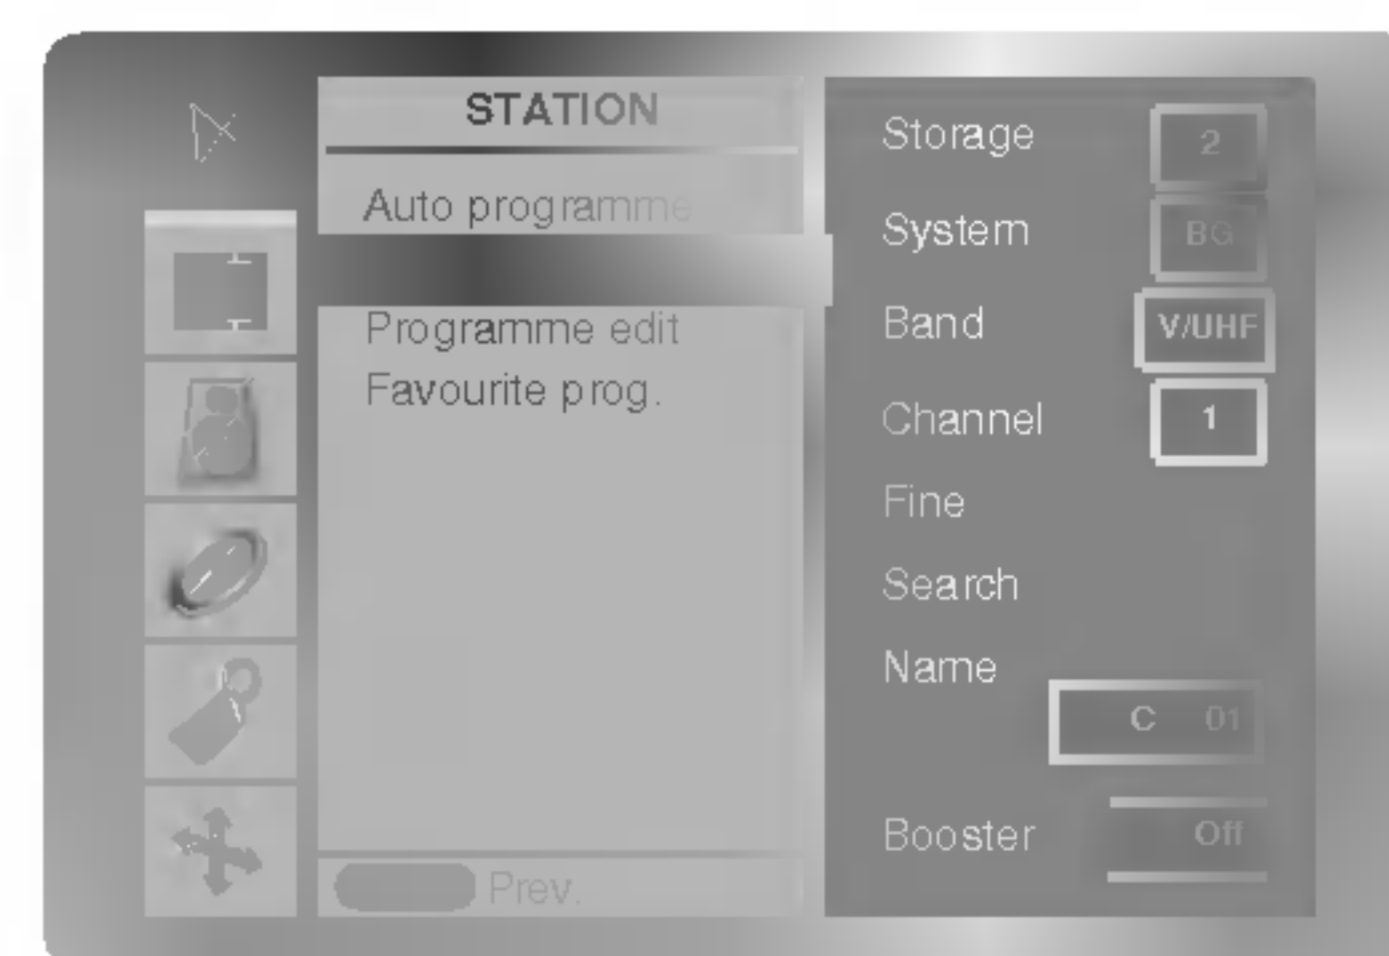 STATION
Auto programme
Programme edit
Favourite prog.
Prev.
Storage 2
System BG
Band V/UHF
Channel 1
Fine
Search
Name
C 01
Booster Off